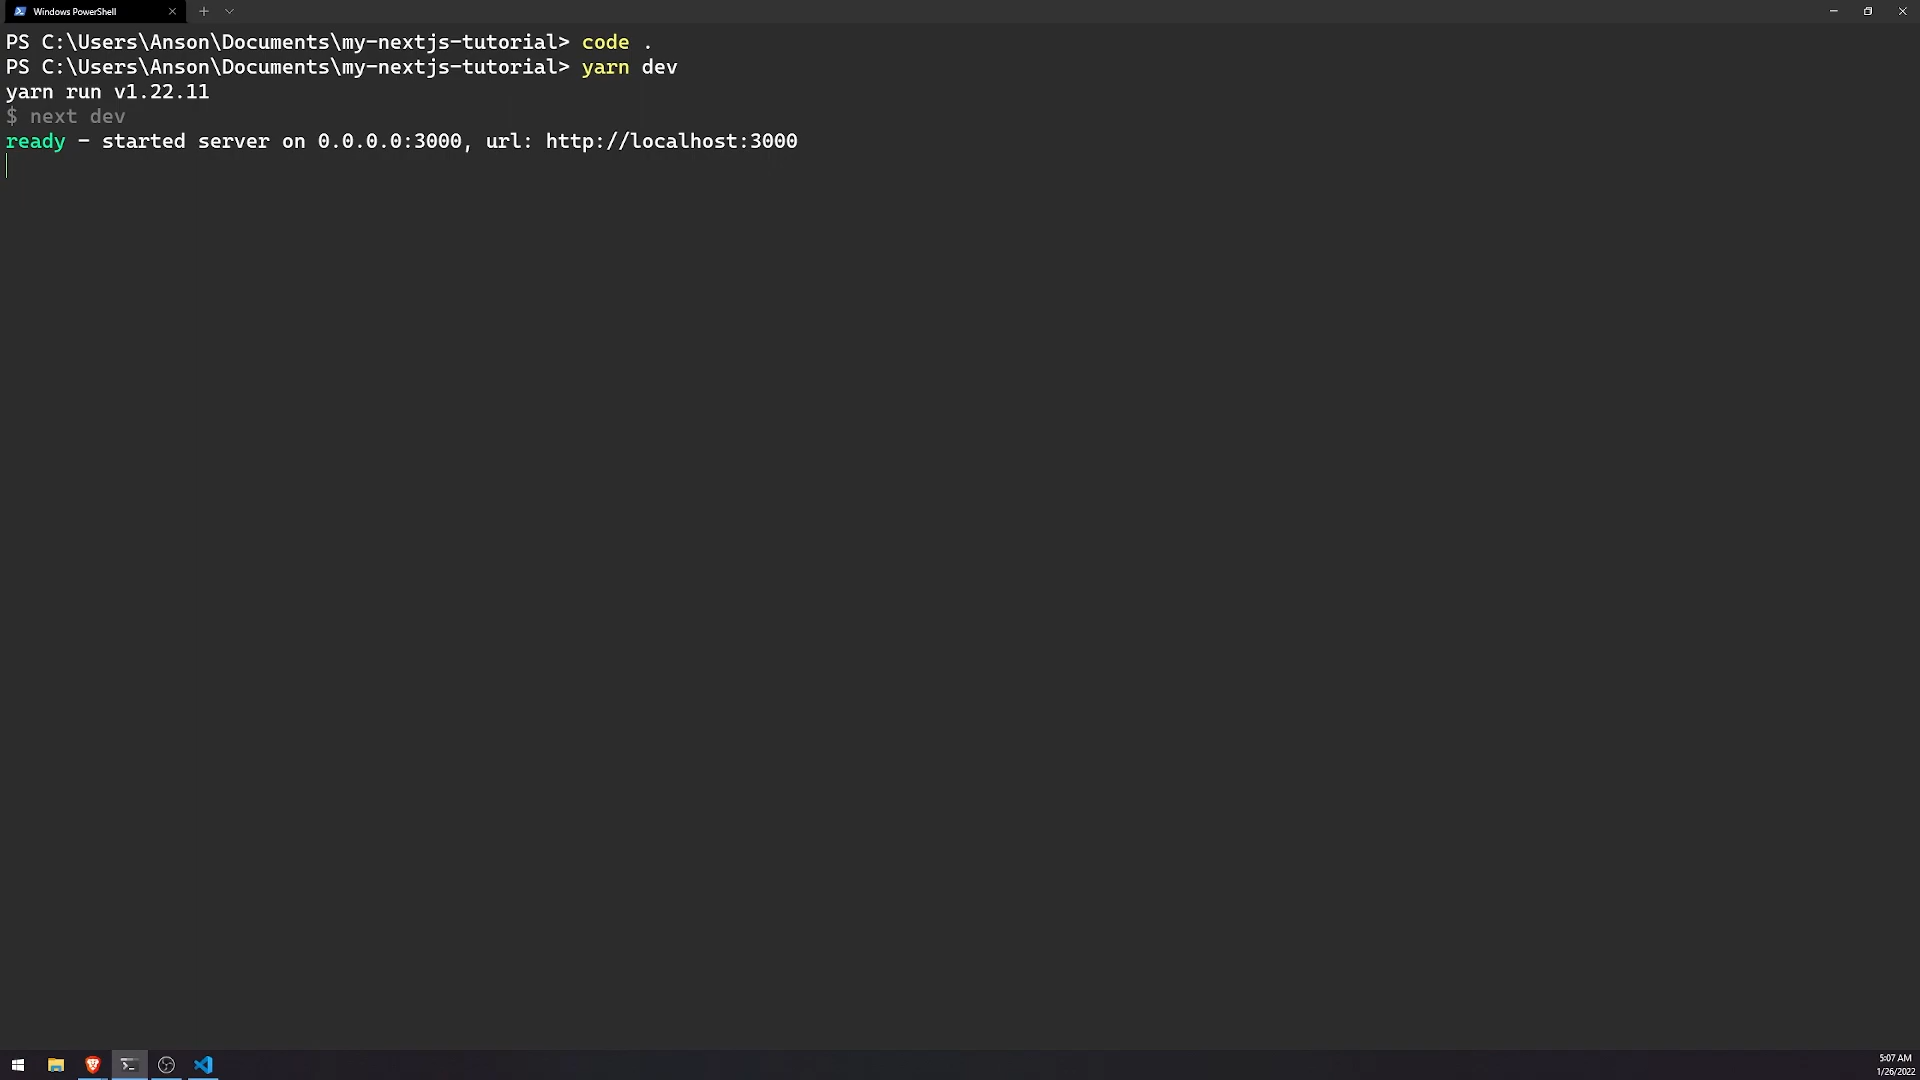 Windows PowerShell
PS C:\Users\Anson\Documents\my-nextjs-tutorial> code .
PS C:\Users\Anson\Documents\my-nextjs-tutorial> yarn dev
yarn run v1.22.11
$ next dev
ready - started server on 0.0.0.0:3000, url: http://localhost:3000
5:07 AM
1/26/2022